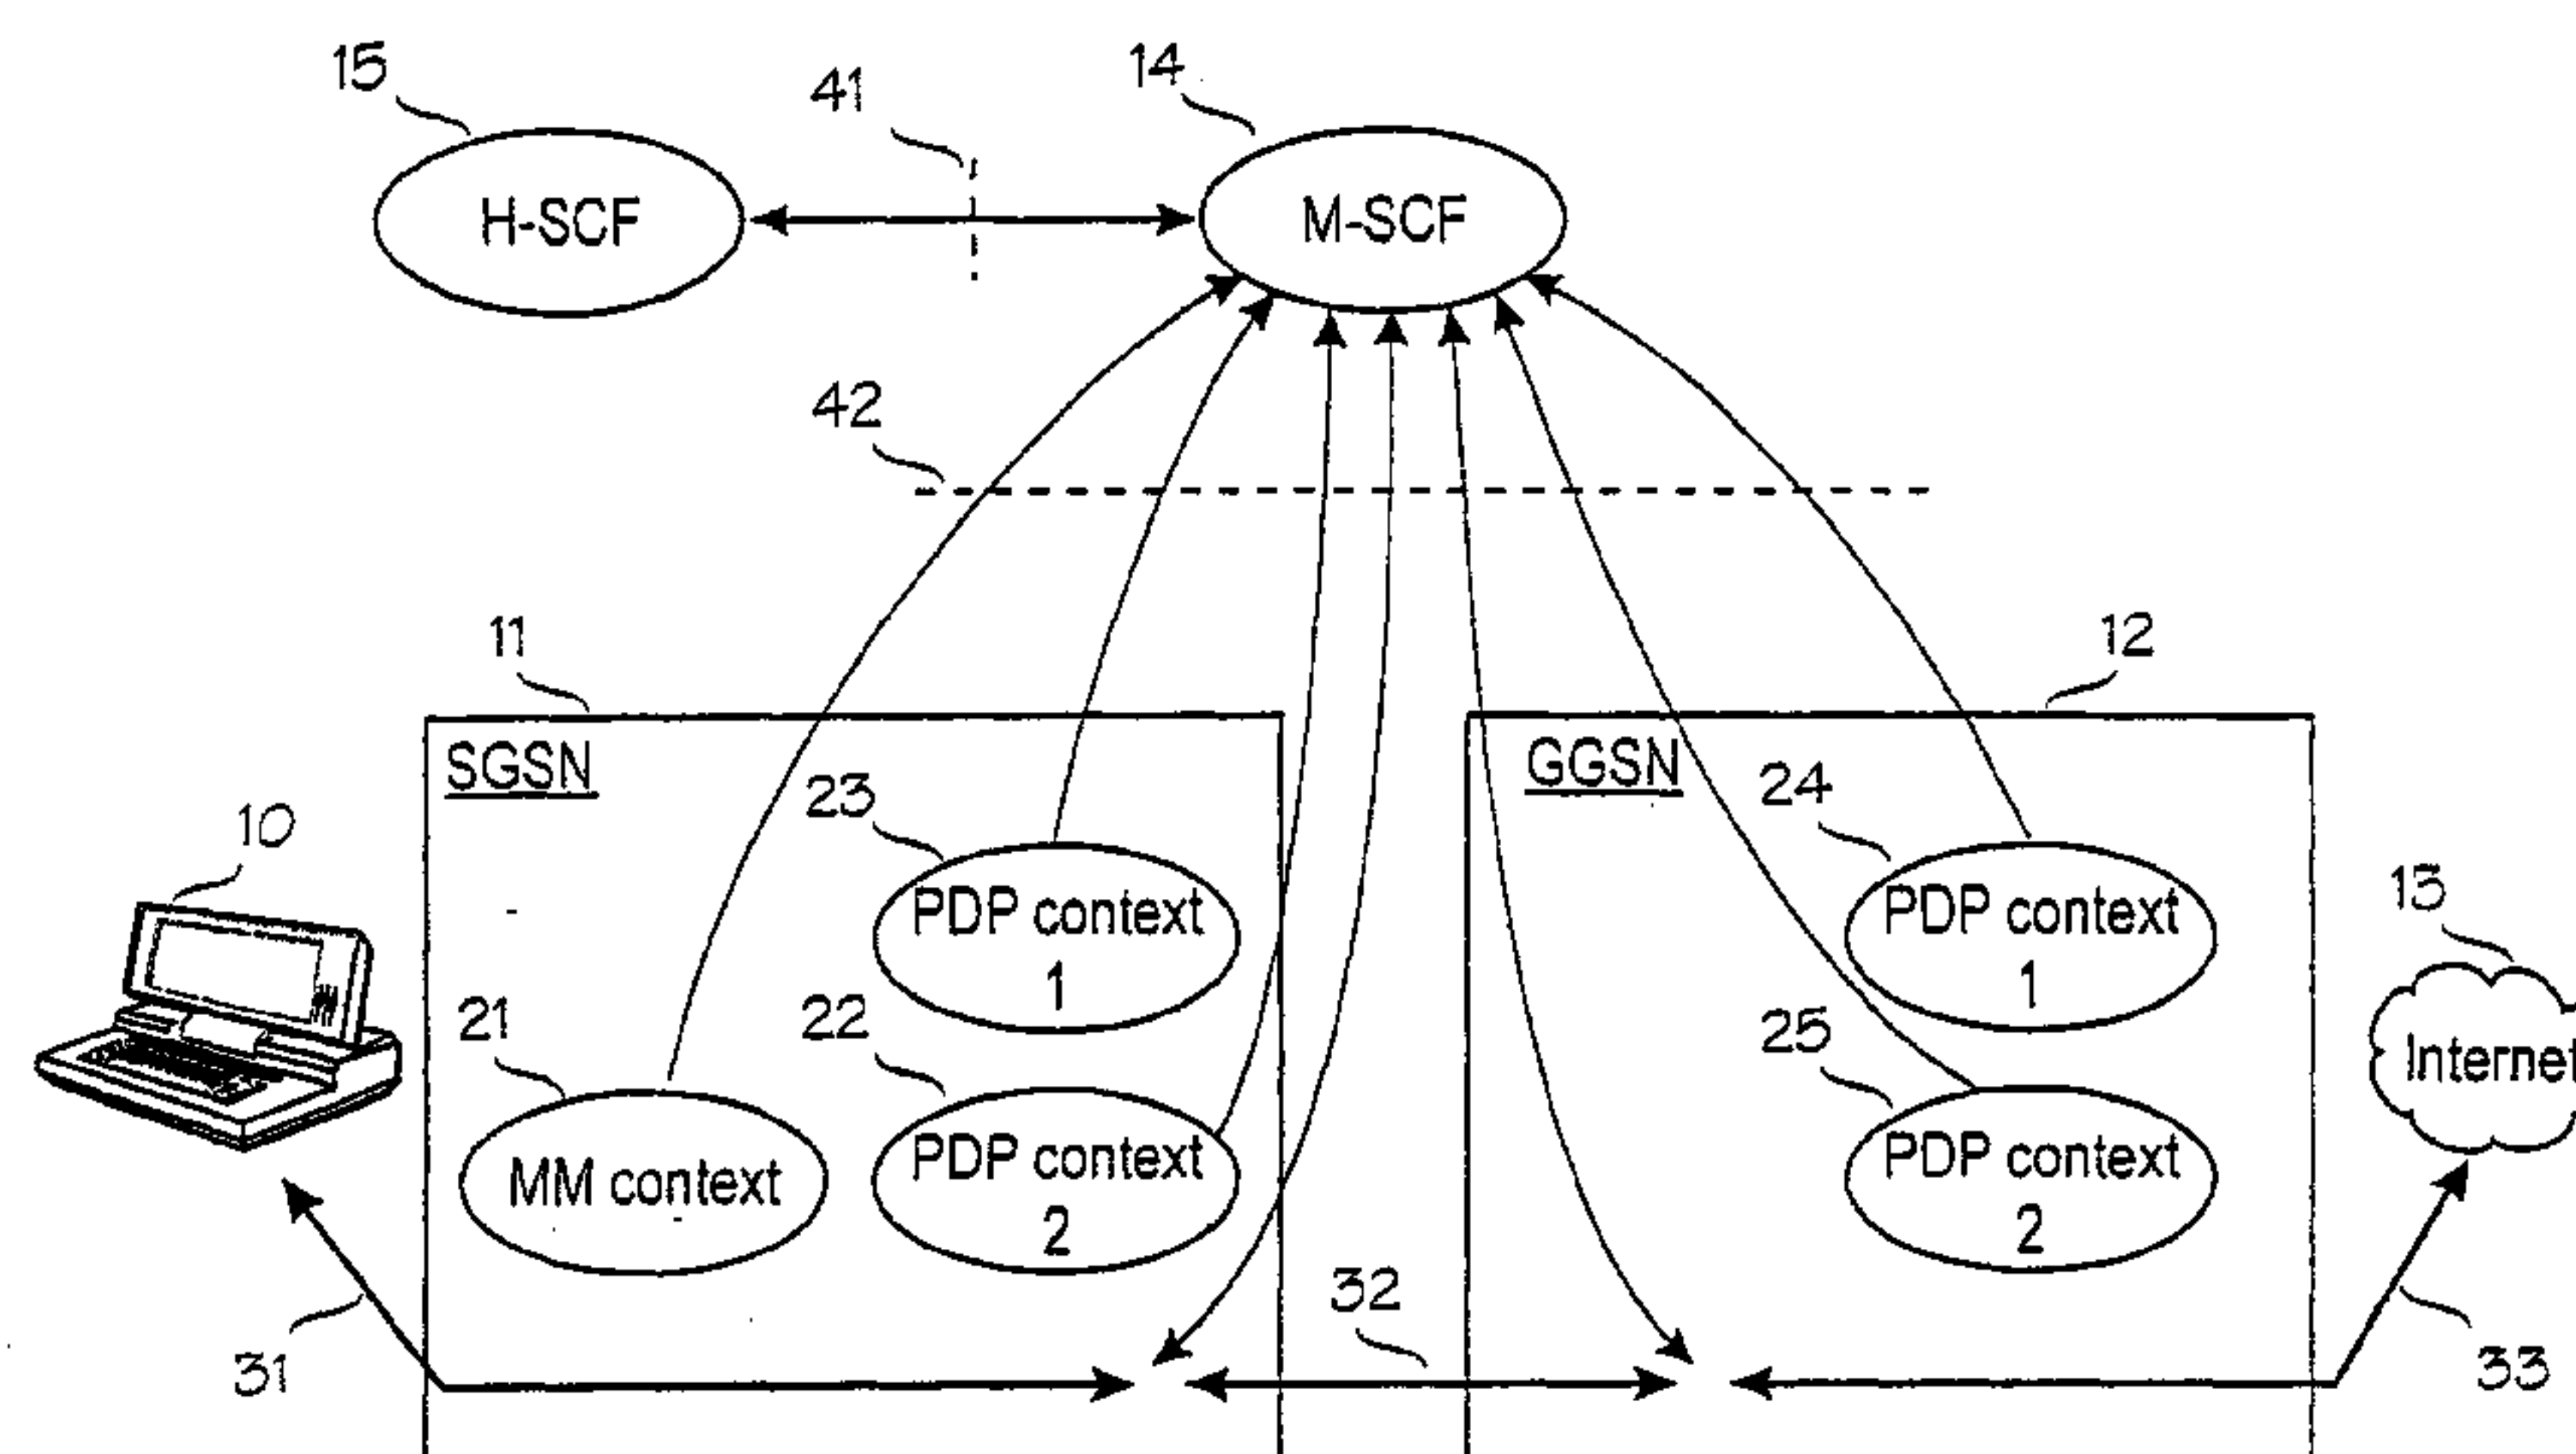 15
41
14
H-SCF
M-SCF
42
11
12
SGSN
GGSN
23
24
10
PDP context
1
PDP context
1
13
21
22
25
Internet
MM context
PDP context
2
PDP context
2
32
31
33